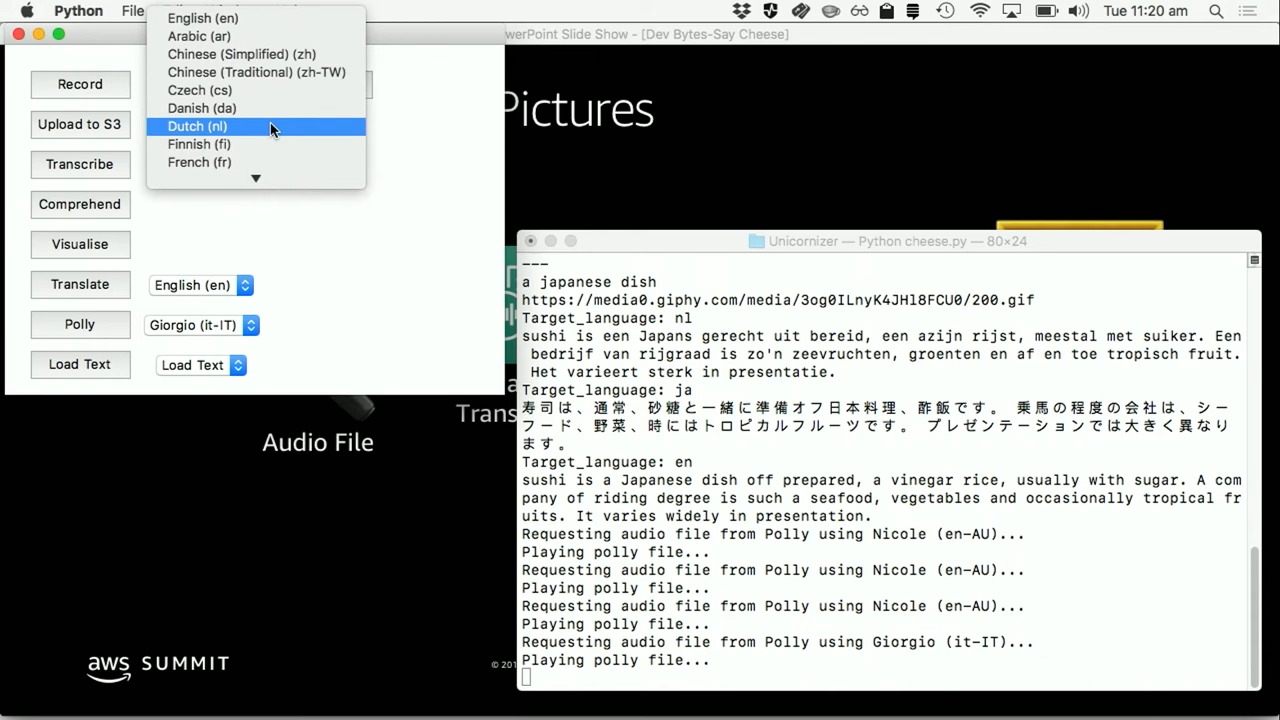 Python File
Tue 11:20 am
English (en)
Arabic (ar)
Chinese (Simplified) (zh)
Chinese (Traditional) (zh-TW)
Czech (cs)
Danish (da)
Dutch (nl)
Finnish (fi)
French (fr)
werPoint Slide Show - [Dev Bytes-Say Cheese]
Pictures
Record
Upload to S3
Transcribe
Comprehend
Visualise
Translate English (en)
Polly Giorgio (it-IT)
Load Text Load Text
Audio File
Trans
Unicornizer — Python cheese.py — 80×24
---
a japanese dish
https://media0.giphy.com/media/3og0ILnyK4JHl8FCU0/200.gif
Target_language: nl
sushi is een Japans gerecht uit bereid, een azijn rijst, meestal met suiker. Een
bedrijf van rijgraad is zo'n zeevruchten, groenten en af en toe tropisch fruit.
Het varieert sterk in presentatie.
Target_language: ja
寿司は、通常、砂糖と一緒に準備オフ日本料理、酢飯です。 乗馬の程度の会社は、シー
フード、野菜、時にはトロピカルフルーツです。 プレゼンテーションでは大きく異なり
ます。
Target_language: en
sushi is a Japanese dish off prepared, a vinegar rice, usually with sugar. A com
pany of riding degree is such a seafood, vegetables and occasionally tropical fr
uits. It varies widely in presentation.
Requesting audio file from Polly using Nicole (en-AU)...
Playing polly file...
Requesting audio file from Polly using Nicole (en-AU)...
Playing polly file...
Requesting audio file from Polly using Nicole (en-AU)...
Playing polly file...
Requesting audio file from Polly using Giorgio (it-IT)...
Playing polly file...
aws SUMMIT
© 201